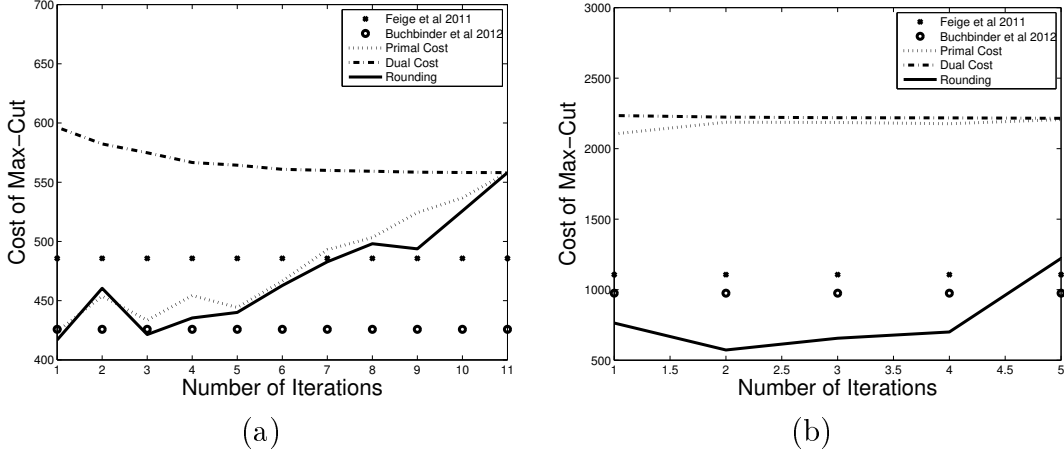 700
650
600
550
500
450
400
Cost of Max−Cut
Feige et al 2011
Buchbinder et al 2012
Primal Cost
Dual Cost
Rounding
1 2 3 4 5 6 7 8 9 10 11
Number of Iterations
(a)
3000
2500
2000
1500
1000
500
Cost of Max−Cut
Feige et al 2011
Buchbinder et al 2012
Primal Cost
Dual Cost
Rounding
1 1.5 2 2.5 3 3.5 4 4.5 5
Number of Iterations
(b)